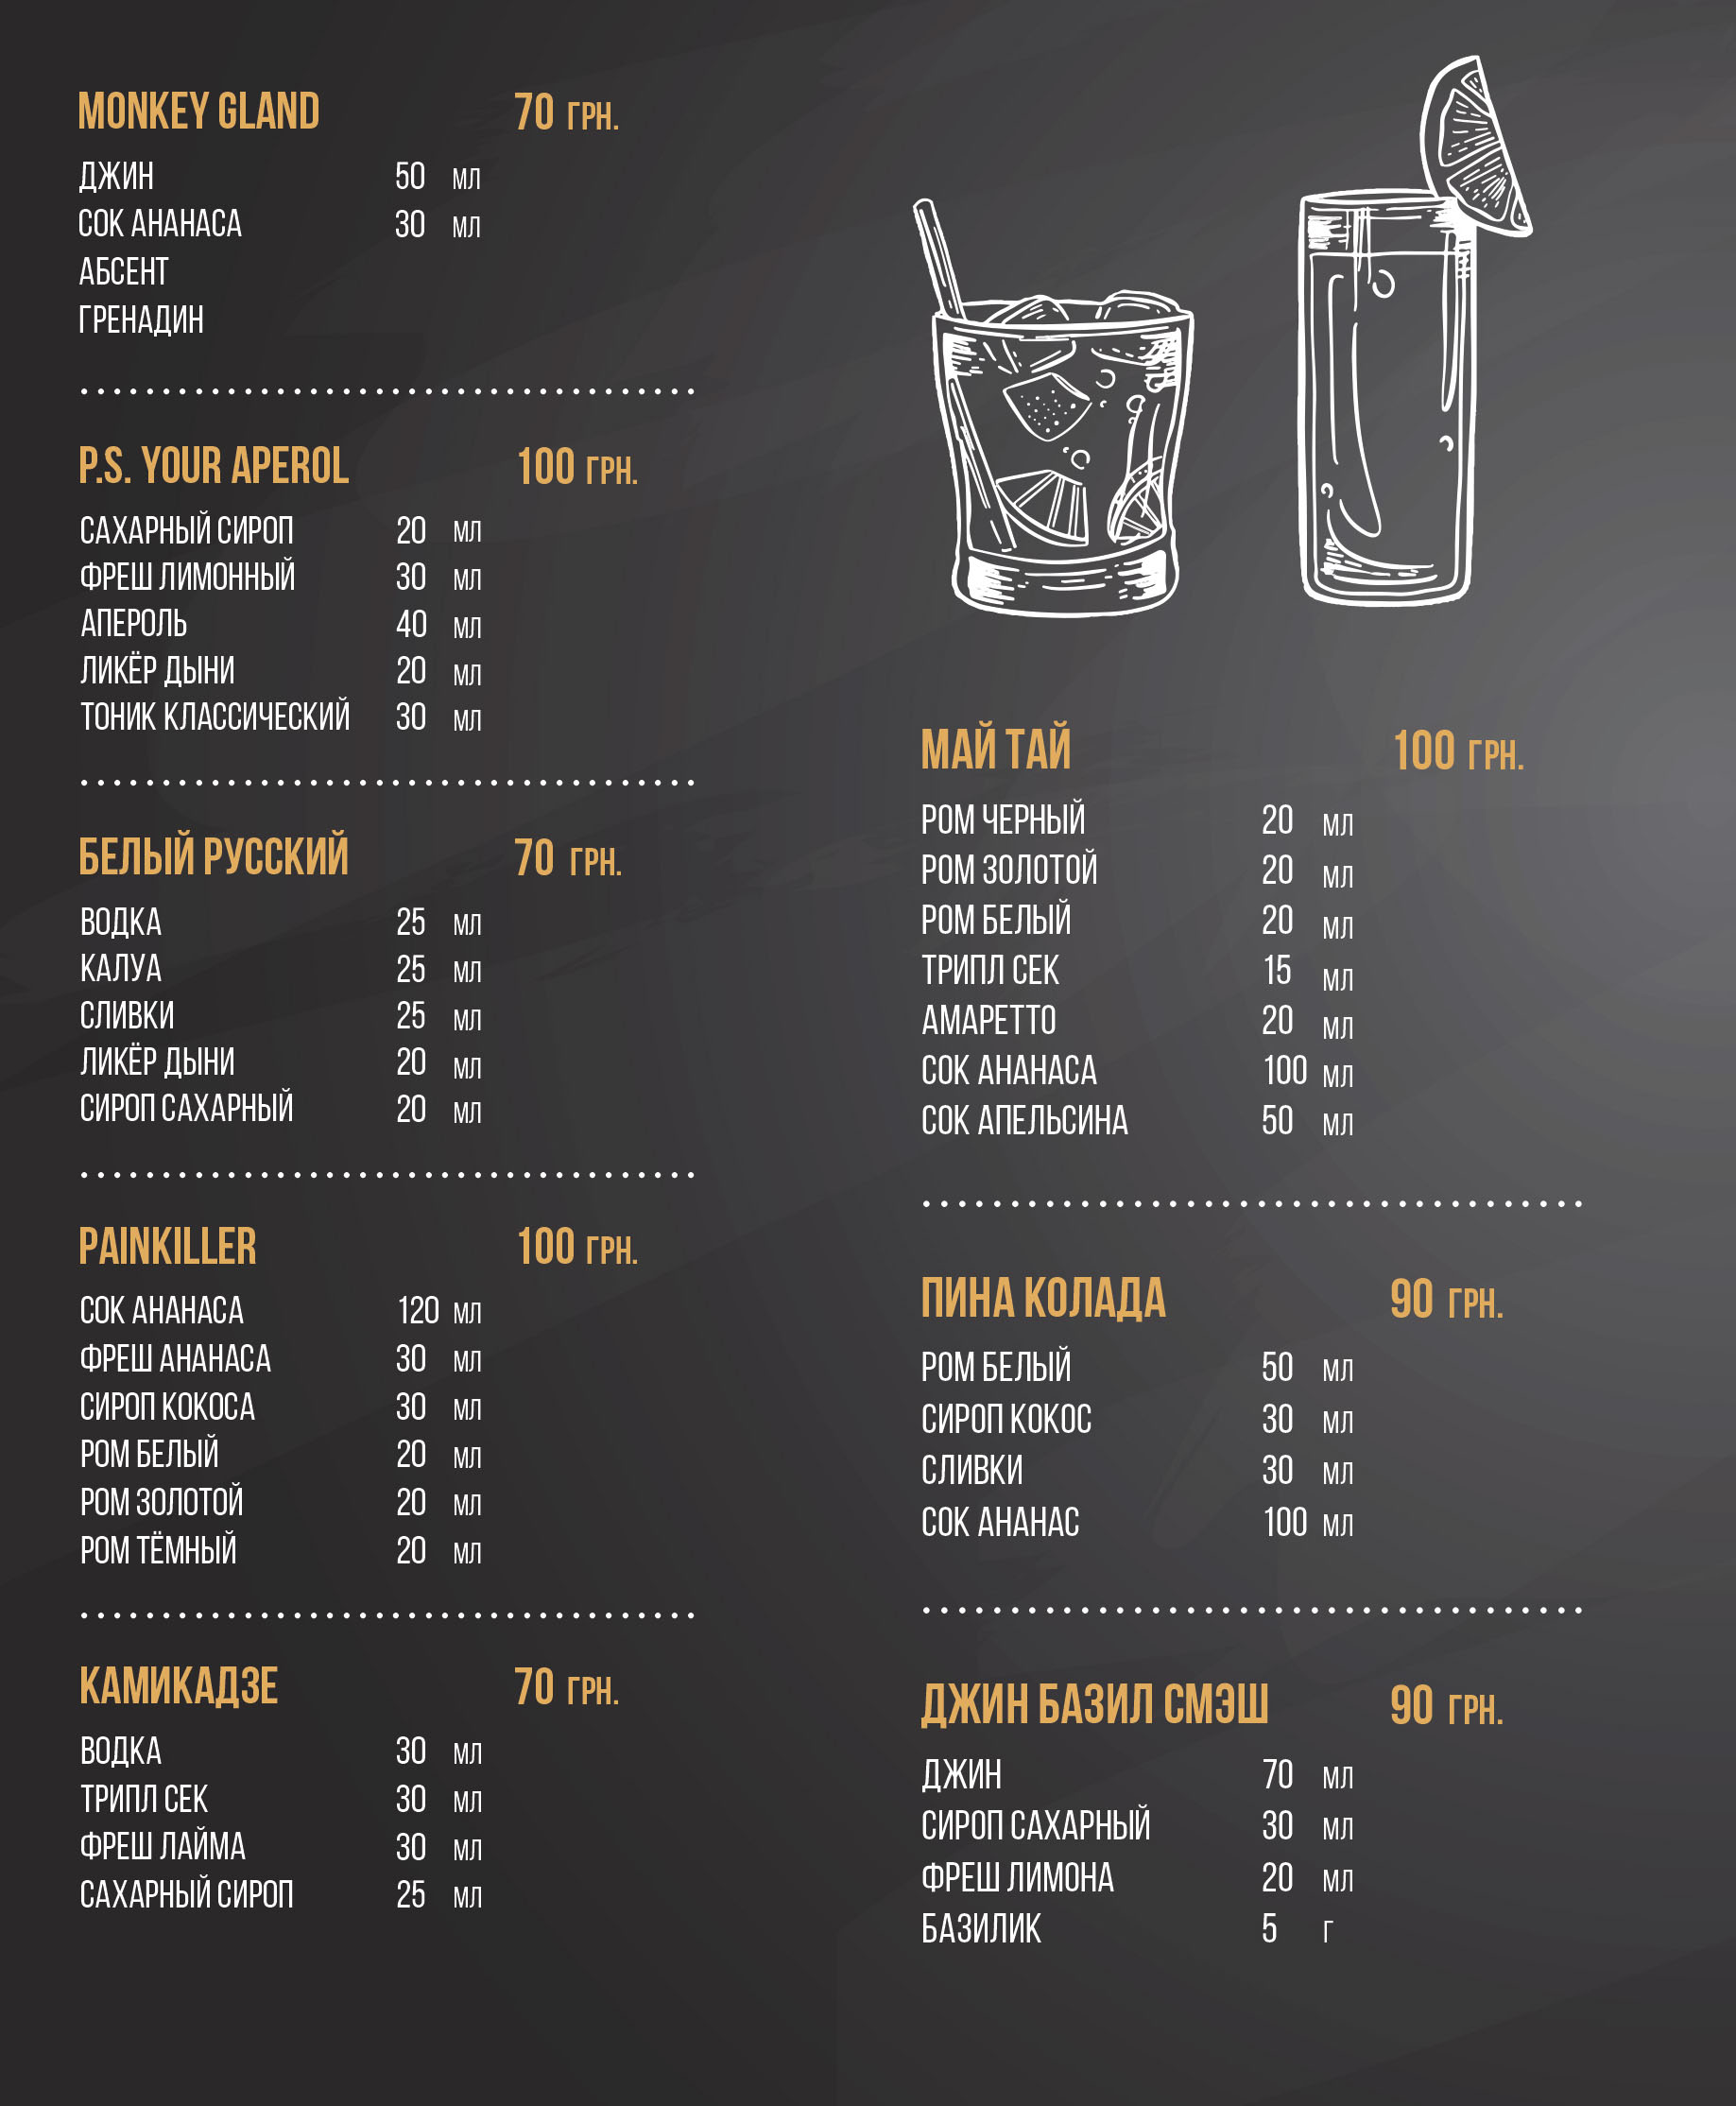 MONKEY GLAND 70 ГРН.
ДЖИН 50 МЛ
СОК АНАНАСА 30 МЛ
АБСЕНТ
ГРЕНАДИН
P.S. YOUR APEROL 100 ГРН.
САХАРНЫЙ СИРОП 20 МЛ
ФРЕШ ЛИМОННЫЙ 30 МЛ
АПЕРОЛЬ 40 МЛ
ЛИКЁР ДЫНИ 20 МЛ
ТОНИК КЛАССИЧЕСКИЙ 30 МЛ
БЕЛЫЙ РУССКИЙ 70 ГРН.
ВОДКА 25 МЛ
КАЛУА 25 МЛ
СЛИВКИ 25 МЛ
ЛИКЁР ДЫНИ 20 МЛ
СИРОП САХАРНЫЙ 20 МЛ
PAINKILLER 100 ГРН.
СОК АНАНАСА 120 МЛ
ФРЕШ АНАНАСА 30 МЛ
СИРОП КОКОСА 30 МЛ
РОМ БЕЛЫЙ 20 МЛ
РОМ ЗОЛОТОЙ 20 МЛ
РОМ ТЁМНЫЙ 20 МЛ
КАМИКАДЗЕ 70 ГРН.
ВОДКА 30 МЛ
ТРИПЛ СЕК 30 МЛ
ФРЕШ ЛАЙМА 30 МЛ
САХАРНЫЙ СИРОП 25 МЛ
МАЙ ТАЙ 100 ГРН.
РОМ ЧЕРНЫЙ 20 МЛ
РОМ ЗОЛОТОЙ 20 МЛ
РОМ БЕЛЫЙ 20 МЛ
ТРИПЛ СЕК 15 МЛ
АМАРЕТТО 20 МЛ
СОК АНАНАСА 100 МЛ
СОК АПЕЛЬСИНА 50 МЛ
ПИНА КОЛАДА 90 ГРН.
РОМ БЕЛЫЙ 50 МЛ
СИРОП КОКОС 30 МЛ
СЛИВКИ 30 МЛ
СОК АНАНАС 100 МЛ
ДЖИН БАЗИЛ СМЭШ 90 ГРН.
ДЖИН 70 МЛ
СИРОП САХАРНЫЙ 30 МЛ
ФРЕШ ЛИМОНА 20 МЛ
БАЗИЛИК 5 Г